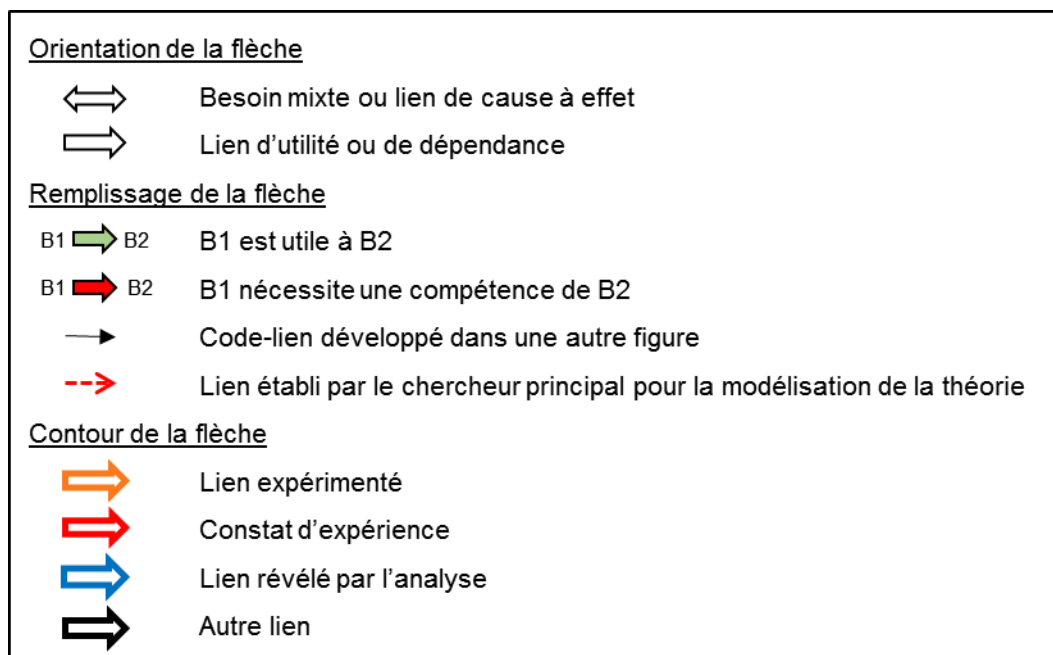 Orientation de la flèche
Besoin mixte ou lien de cause à effet
Lien d'utilité ou de dépendance
Remplissage de la flèche
B1 B2 B1 est utile à B2
B1 B2 B1 nécessite une compétence de B2
Code-lien développé dans une autre figure
Lien établi par le chercheur principal pour la modélisation de la théorie
Contour de la flèche
Lien expérimenté
Constat d'expérience
Lien révélé par l'analyse
Autre lien